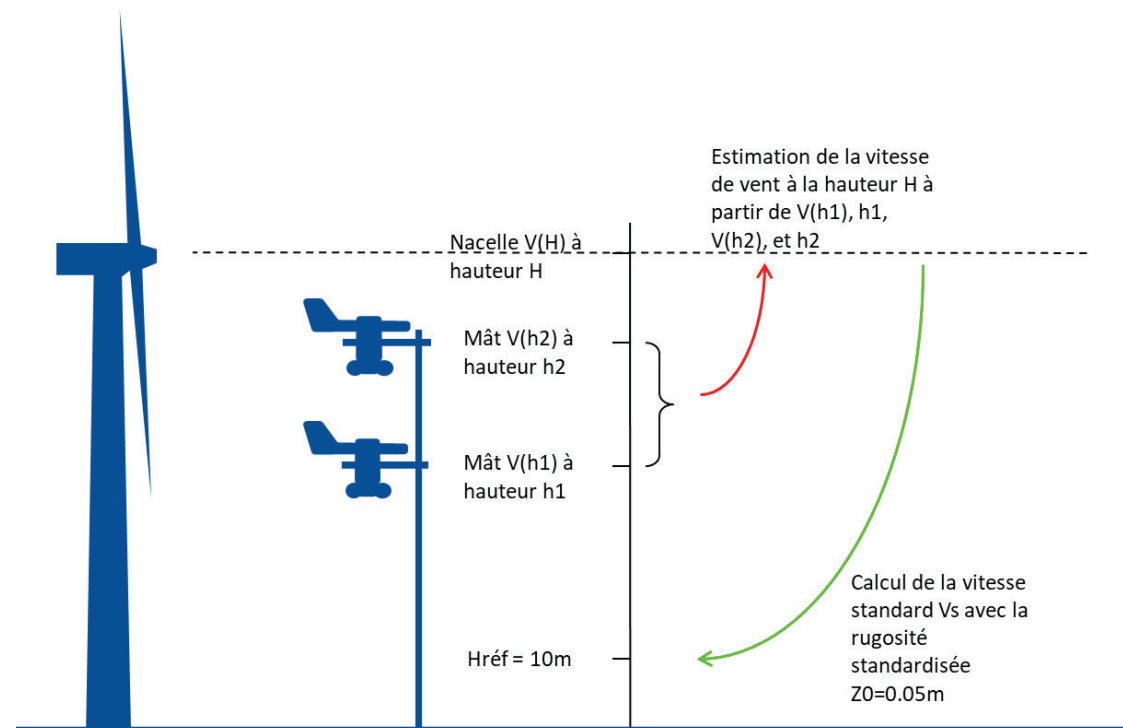 Estimation de la vitesse
de vent à la hauteur H à
partir de V(h1), h1,
V(h2), et h2
Nacelle V(H) à
hauteur H
Mât V(h2) à
hauteur h2
Mât V(h1) à
hauteur h1
Calcul de la vitesse
standard Vs avec la
rugosité
standardisée
Z0=0.05m
Hréf = 10m